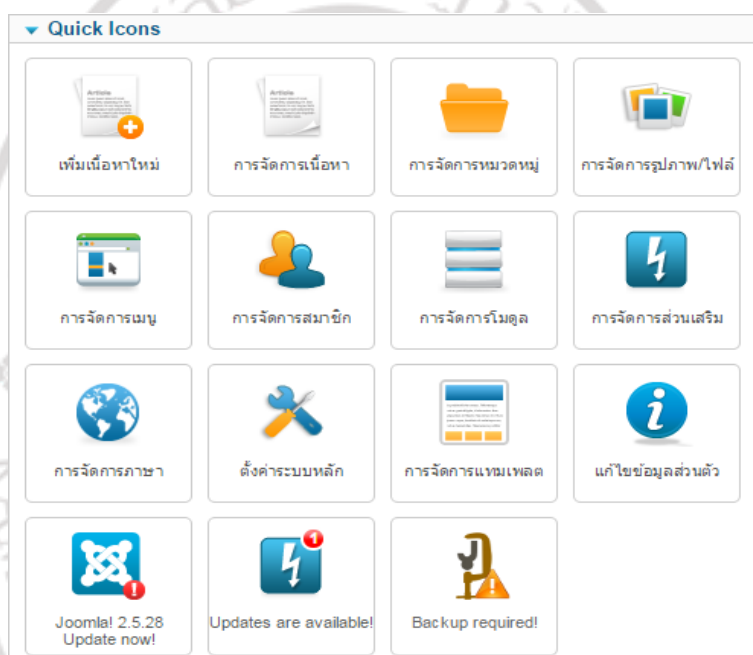 Quick Icons
เพิ่มเนื้อหาใหม่
การจัดการเนื้อหา
การจัดการหมวดหมู่
การจัดการรูปภาพ/ไฟล์
การจัดการเมนู
การจัดการสมาชิก
การจัดการโมดูล
การจัดการส่วนเสริม
การจัดการภาษา
ตั้งค่าระบบหลัก
การจัดการแทมเพลต
แก้ไขข้อมูลส่วนตัว
Joomla! 2.5.28
Update now!
1
Updates are available!
Backup required!